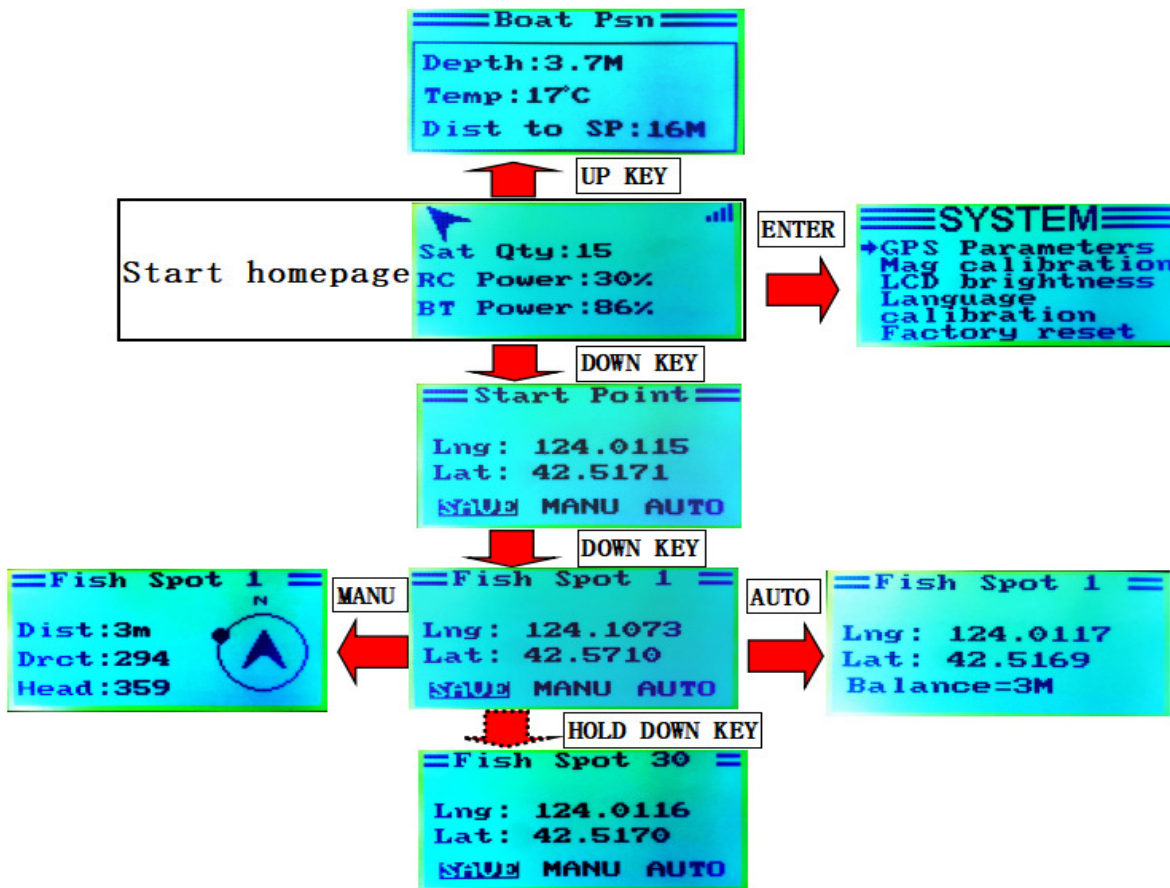 Boat Psn
Depth:3.7M
Temp:17℃
Dist to SP:16M
UP KEY
Start homepage
Sat Qty:15
RC Power:30%
BT Power:86%
ENTER
SYSTEM
GPS Parameters
Mag calibration
LCD brightness
Language
calibration
Factory reset
DOWN KEY
Start Point
Lng: 124.0115
Lat: 42.5171
SAVE MANU AUTO
DOWN KEY
Fish Spot 1
N
Dist:3m
Drct:294
Head:359
MANU
Fish Spot 1
Lng: 124.1073
Lat: 42.5710
SAVE MANU AUTO
AUTO
Fish Spot 1
Lng: 124.0117
Lat: 42.5169
Balance=3M
HOLD DOWN KEY
Fish Spot 30
Lng: 124.0116
Lat: 42.5170
SAVE MANU AUTO